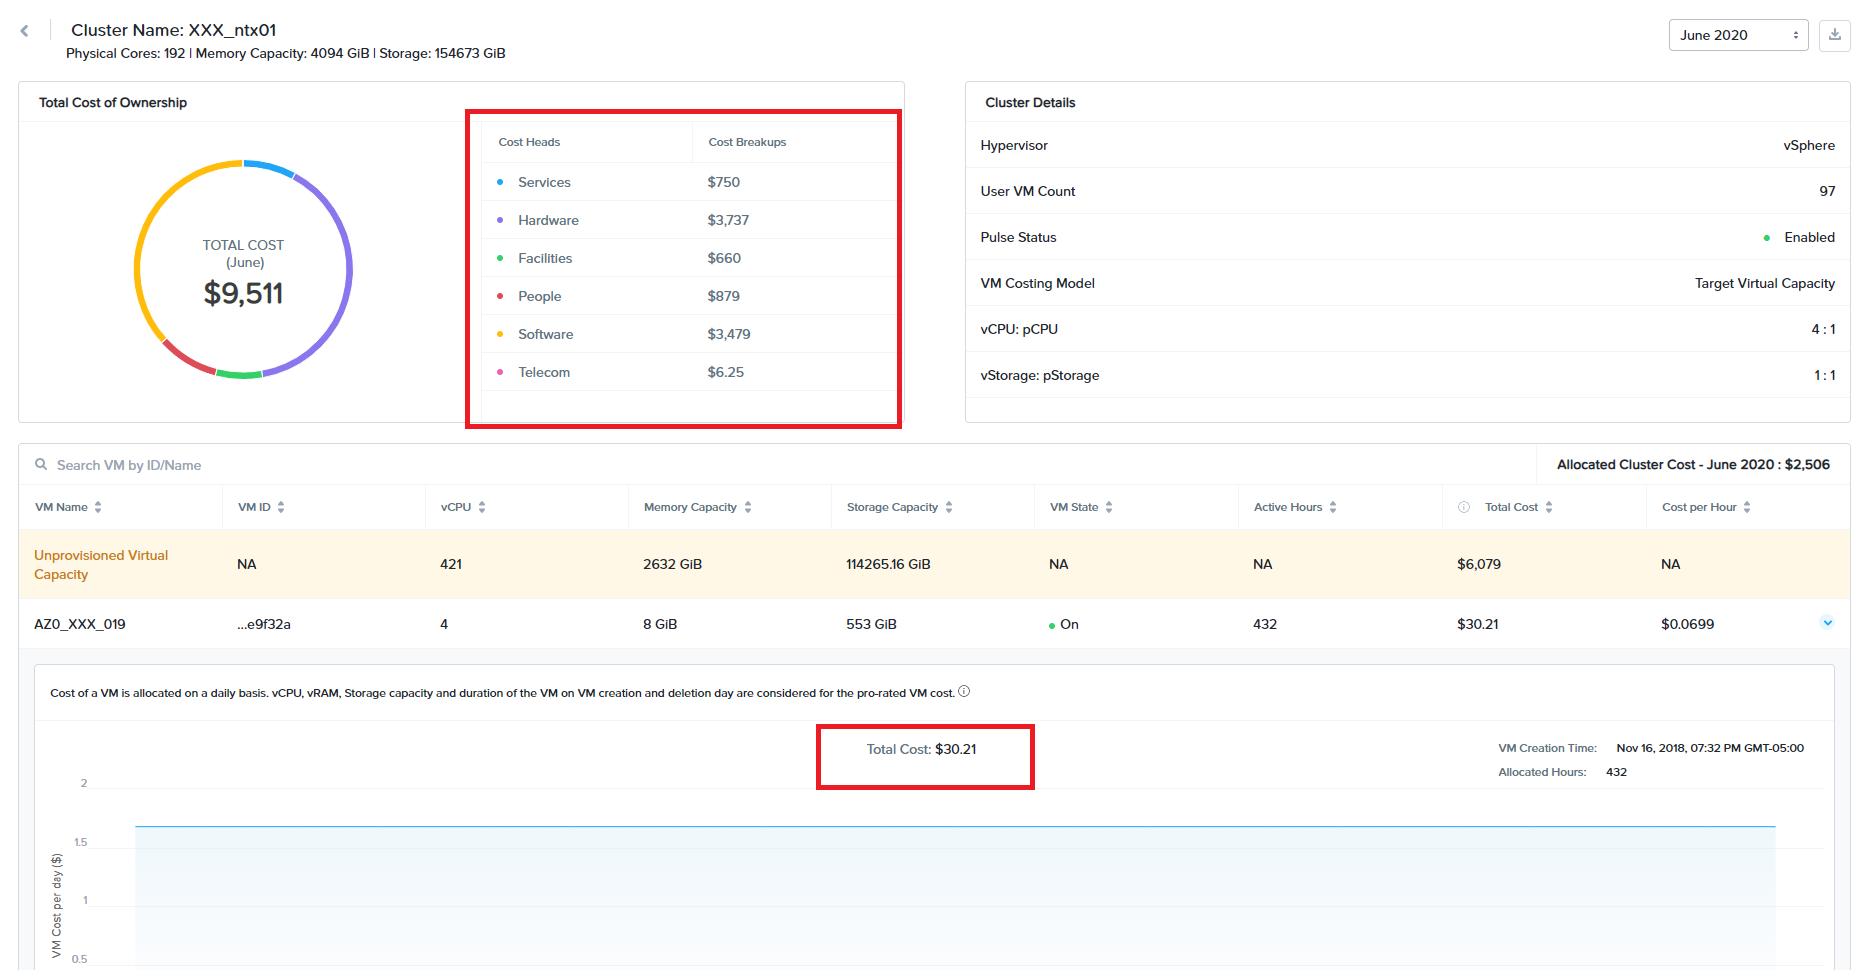 Cluster Name: XXX_ntx01
Physical Cores: 192 | Memory Capacity: 4094 GiB | Storage: 154673 GiB
June 2020
Total Cost of Ownership
TOTAL COST
(June)
$9,511
Cost Heads Cost Breakups
Services $750
Hardware $3,737
Facilities $660
People $879
Software $3,479
Telecom $6.25
Cluster Details
Hypervisor vSphere
User VM Count 97
Pulse Status Enabled
VM Costing Model Target Virtual Capacity
vCPU: pCPU 4 : 1
vStorage: pStorage 1 : 1
Search VM by ID/Name
Allocated Cluster Cost - June 2020 : $2,506
VM Name VM ID vCPU Memory Capacity Storage Capacity VM State Active Hours Total Cost Cost per Hour
Unprovisioned Virtual
Capacity
NA 421 2632 GiB 114265.16 GiB NA NA $6,079 NA
AZ0_XXX_019 ...e9f32a 4 8 GiB 553 GiB On 432 $30.21 $0.0699
Cost of a VM is allocated on a daily basis. vCPU, vRAM, Storage capacity and duration of the VM on VM creation and deletion day are considered for the pro-rated VM cost.
Total Cost: $30.21
VM Creation Time: Nov 16, 2018, 07:32 PM GMT-05:00
Allocated Hours: 432
2
1.5
1
0.5
VM Cost per day ($)